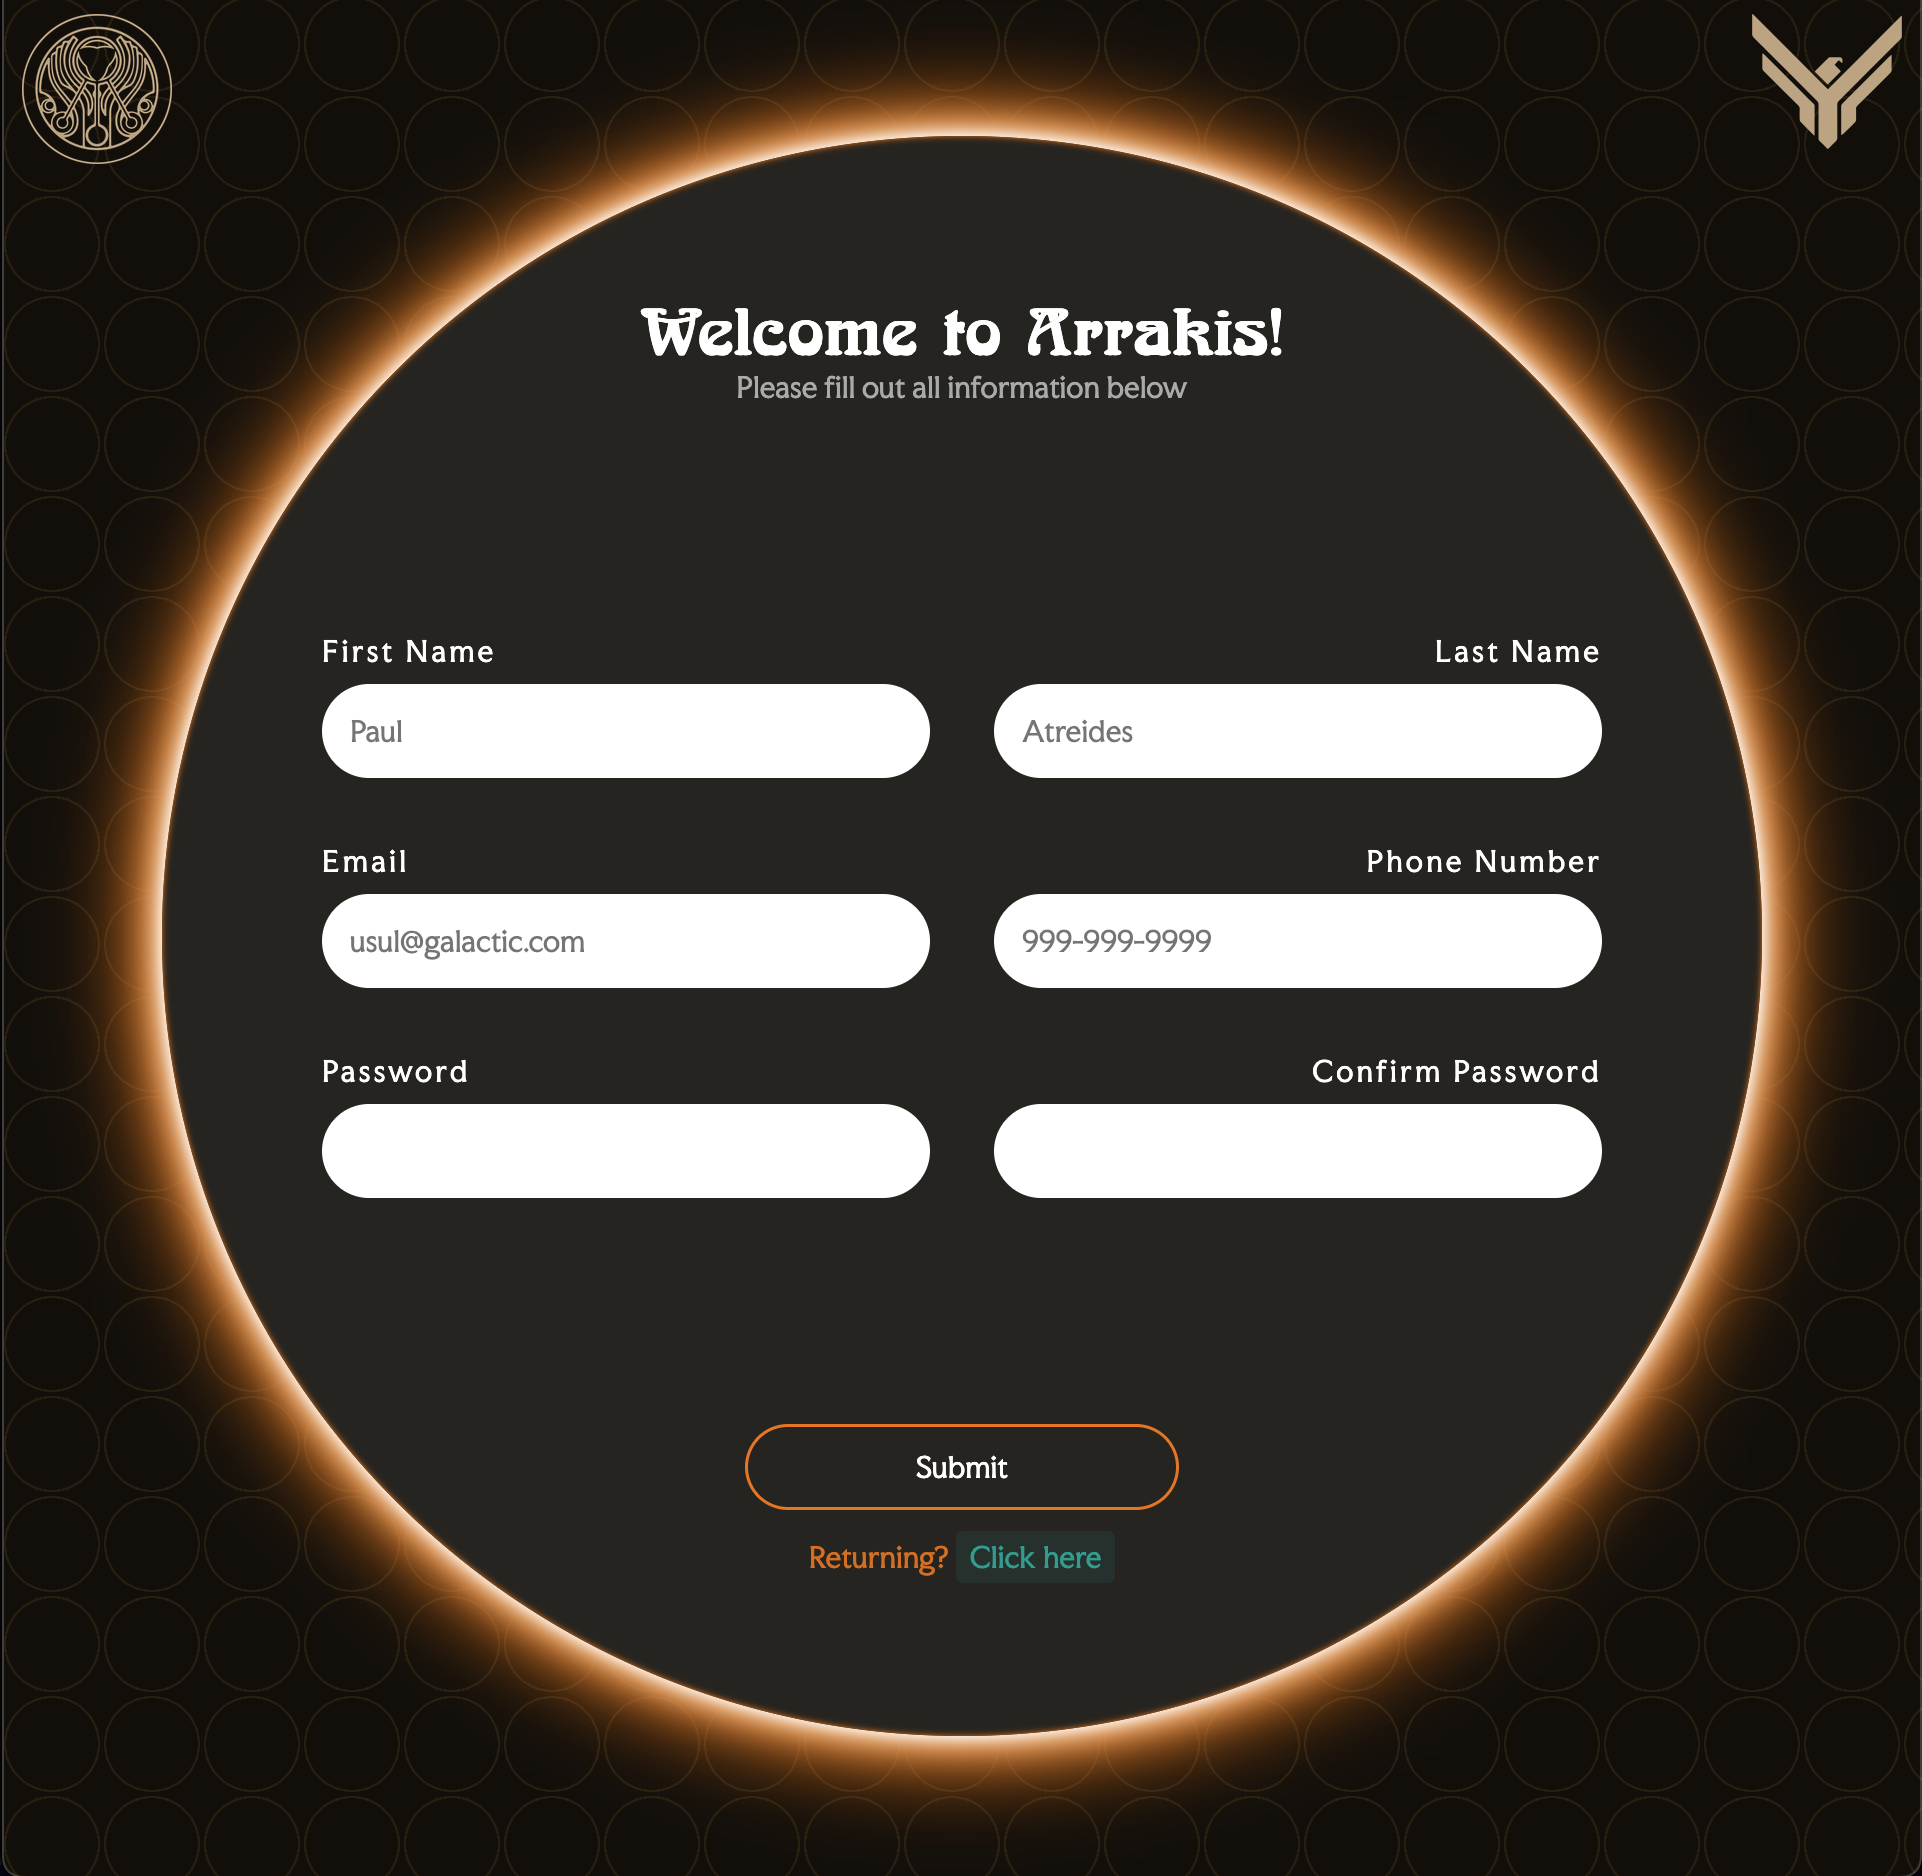 Welcome to Arrakis!
Please fill out all information below
First Name
Last Name
Paul
Atreides
Email
Phone Number
usul@galactic.com
999-999-9999
Password
Confirm Password
Submit
Returning? Click here